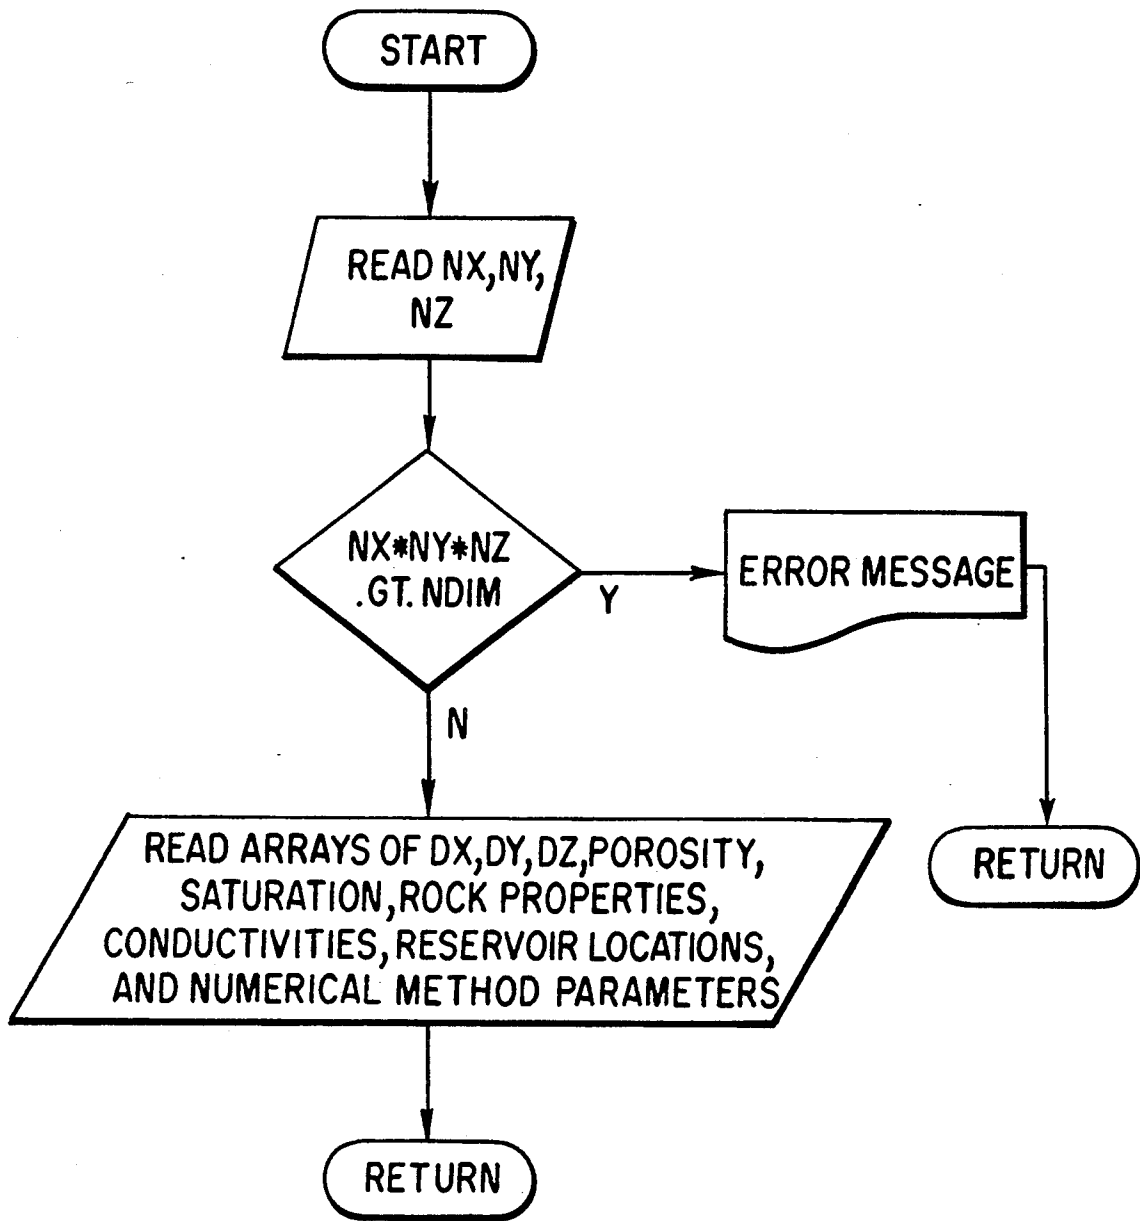 START
READ NX,NY,
NZ
NX*NY*NZ
.GT. NDIM
Y
ERROR MESSAGE
N
READ ARRAYS OF DX,DY,DZ,POROSITY,
SATURATION,ROCK PROPERTIES,
CONDUCTIVITIES,RESERVOIR LOCATIONS,
AND NUMERICAL METHOD PARAMETERS
RETURN
RETURN